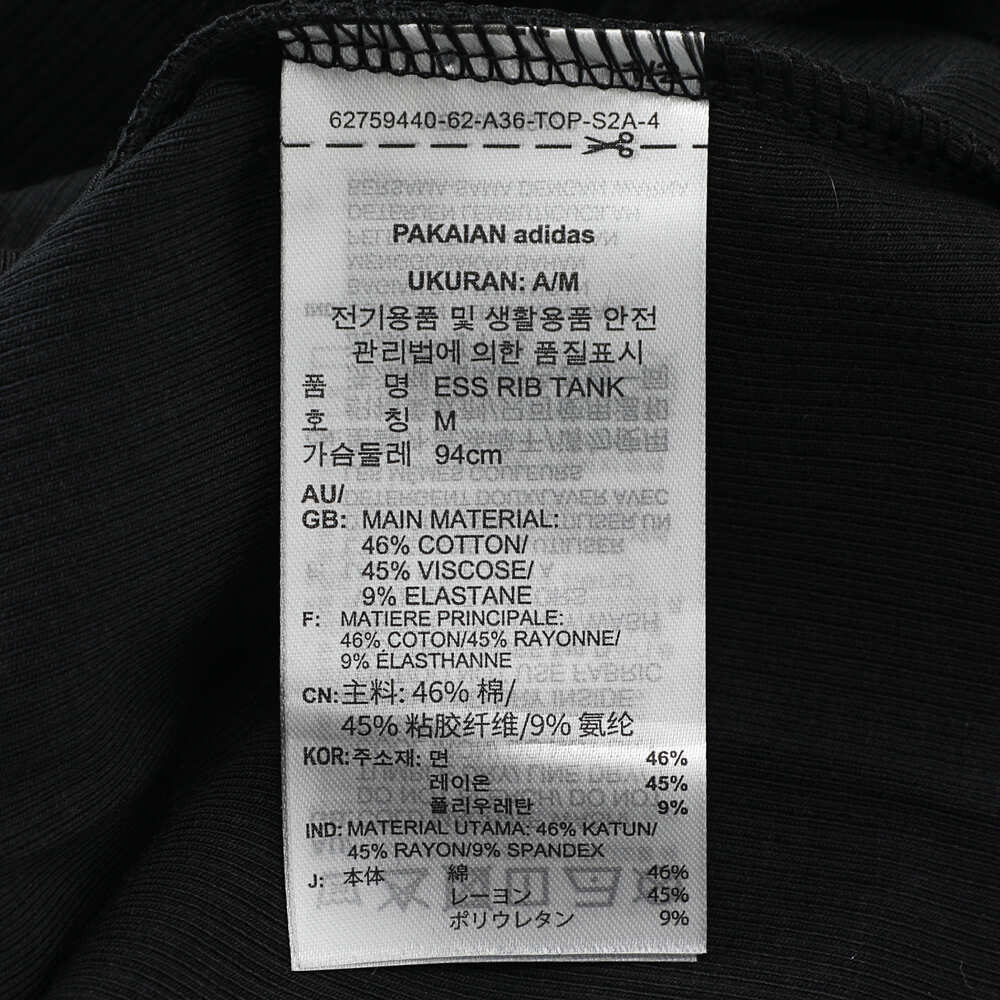 62759440-62-A36-TOP-S2A-4
PAKAIAN adidas
UKURAN: A/M
전기용품 및 생활용품 안전
관리법에 의한 품질표시
품 명 ESS RIB TANK
호 칭 M
가슴둘레 94cm
AU/
GB: MAIN MATERIAL:
46% COTTON/
45% VISCOSE/
9% ELASTANE
F: MATIERE PRINCIPALE:
46% COTON/45% RAYONNE/
9% ÉLASTHANNE
CN: 主料: 46% 棉/
45% 粘胶纤维/9% 氨纶
KOR: 주소재: 면 46%
레이온 45%
폴리우레탄 9%
IND: MATERIAL UTAMA: 46% KATUN/
45% RAYON/9% SPANDEX
J: 本体 綿 46%
レーヨン 45%
ポリウレタン 9%